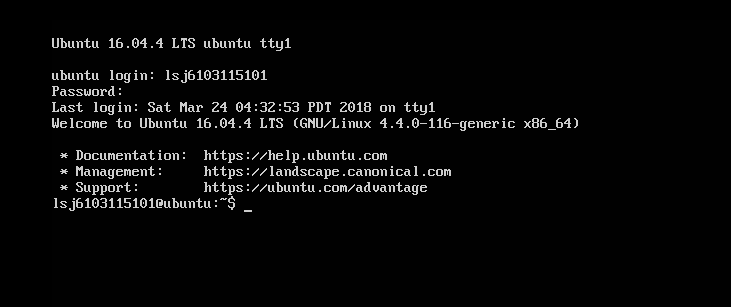 Ubuntu 16.04.4 LTS ubuntu tty1
ubuntu login: lsj6103115101
Password:
Last login: Sat Mar 24 04:32:53 PDT 2018 on tty1
Welcome to Ubuntu 16.04.4 LTS (GNU/Linux 4.4.0-116-generic x86_64)
* Documentation:  https://help.ubuntu.com
* Management:     https://landscape.canonical.com
* Support:        https://ubuntu.com/advantage
lsj6103115101@ubuntu:~$ _